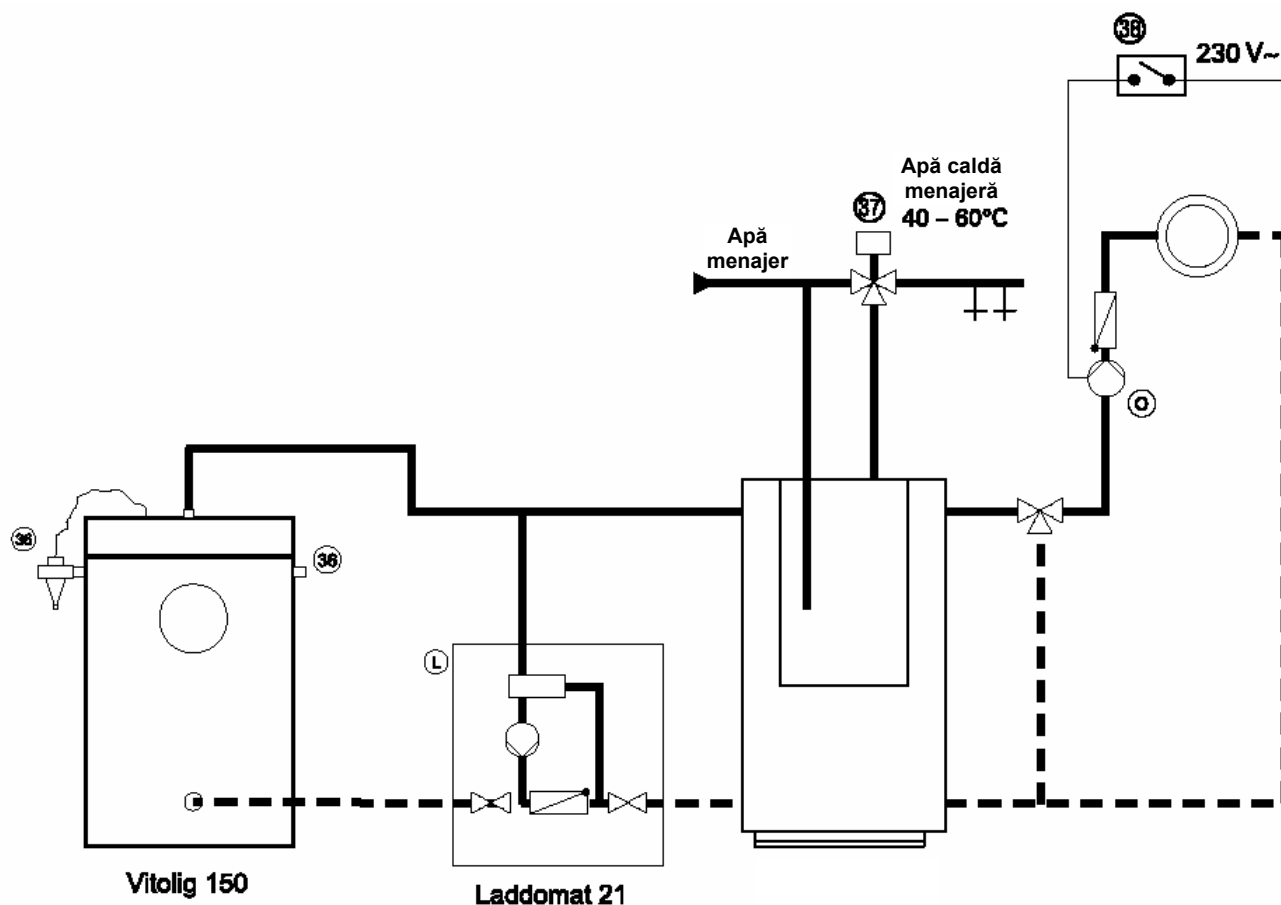 38
230 V~
Apă caldă
menajeră
37
40 – 60°C
Apă
menajer
O
36
36
L
Vitolig 150
Laddomat 21